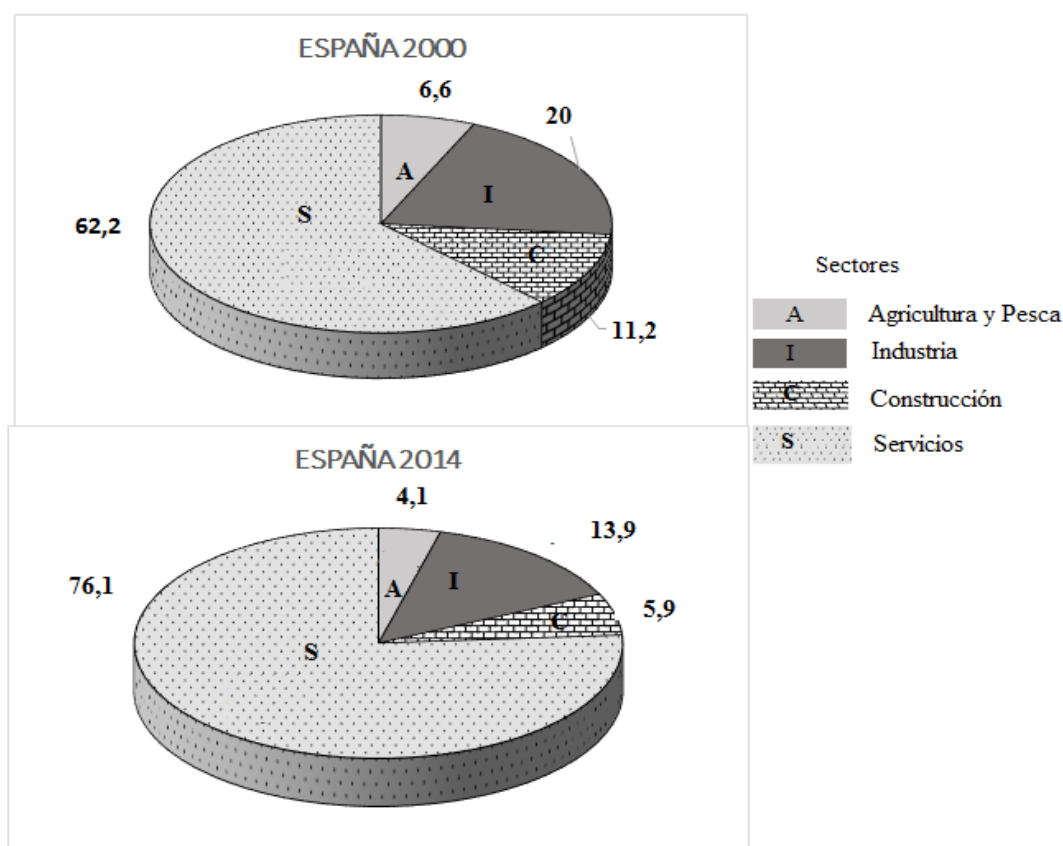 ESPAÑA 2000
6,6
20
A
I
S
62,2
C
11,2
Sectores
A Agricultura y Pesca
I Industria
C Construcción
S Servicios
ESPAÑA 2014
4,1
13,9
76,1
A
I
5,9
C
S